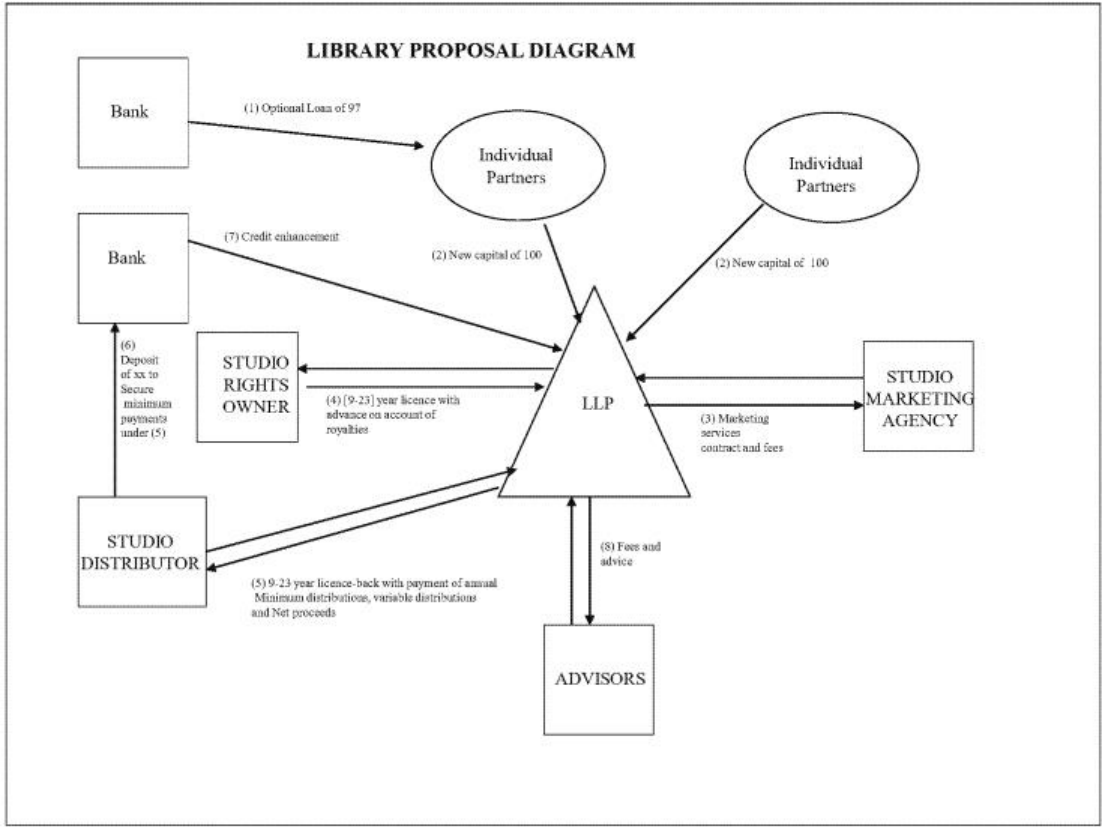 LIBRARY PROPOSAL DIAGRAM
Bank
(1) Optional Loan of 97
Individual
Partners
Individual
Partners
Bank
(7) Credit enhancement
(2) New capital of 100
(2) New capital of 100
(6)
Deposit
of xx to
Secure
minimum
payments
under (5)
STUDIO
RIGHTS
OWNER
(4) [9-23] year licence with
advance on account of
royalties
LLP
STUDIO
MARKETING
AGENCY
(3) Marketing
services
contract and fees
STUDIO
DISTRIBUTOR
(5) 9-23 year licence-back with payment of annual
Minimum distributions, variable distributions
and Net proceeds
(8) Fees and
advice
ADVISORS